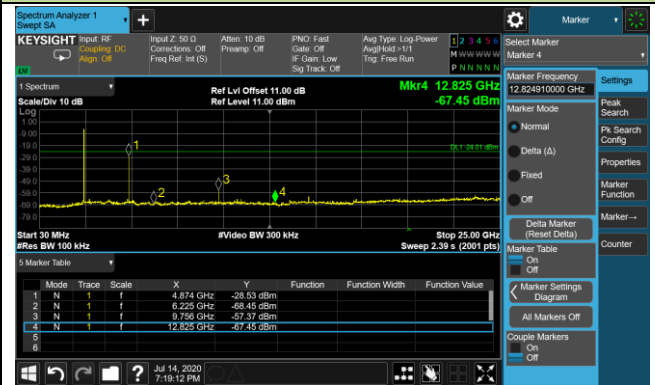 Spectrum Analyzer 1
Swept SA
Marker
KEYSIGHT
Input: RF
Coupling: DC
Align: Off
Input Z: 50 Ω
Corrections: Off
Freq Ref: Int (S)
Atten: 10 dB
Preamp: Off
PNO: Fast
Gate: Off
IF Gain: Low
Sig Track: Off
Avg Type: Log-Power
Avg|Hold:>1/1
Trig: Free Run
1 2 3 4 5 6
M W W W W W
P N N N N N
Select Marker
Marker 4
1 Spectrum
Scale/Div 10 dB
Ref Lvl Offset 11.00 dB
Ref Level 11.00 dBm
Mkr4 12.825 GHz
-67.45 dBm
Log
1.00
-9.00
-19.0
-29.0
-39.0
-49.0
-59.0
-69.0
-79.0
DL1 -24.01 dBm
1
2
3
4
Start 30 MHz
#Res BW 100 kHz
#Video BW 300 kHz
Stop 25.00 GHz
Sweep 2.39 s (2001 pts)
5 Marker Table
Mode Trace Scale X Y Function Function Width Function Value
1 N 1 f 4.874 GHz -28.53 dBm
2 N 1 f 6.225 GHz -68.45 dBm
3 N 1 f 9.756 GHz -57.37 dBm
4 N 1 f 12.825 GHz -67.45 dBm
5
6
Marker Frequency
12.824910000 GHz
Marker Mode
Normal
Delta (Δ)
Fixed
Off
Delta Marker
(Reset Delta)
Marker Table
On
Off
Marker Settings
Diagram
All Markers Off
Couple Markers
On
Off
Settings
Peak
Search
Pk Search
Config
Properties
Marker
Function
Marker→
Counter
Jul 14, 2020
7:19:12 PM